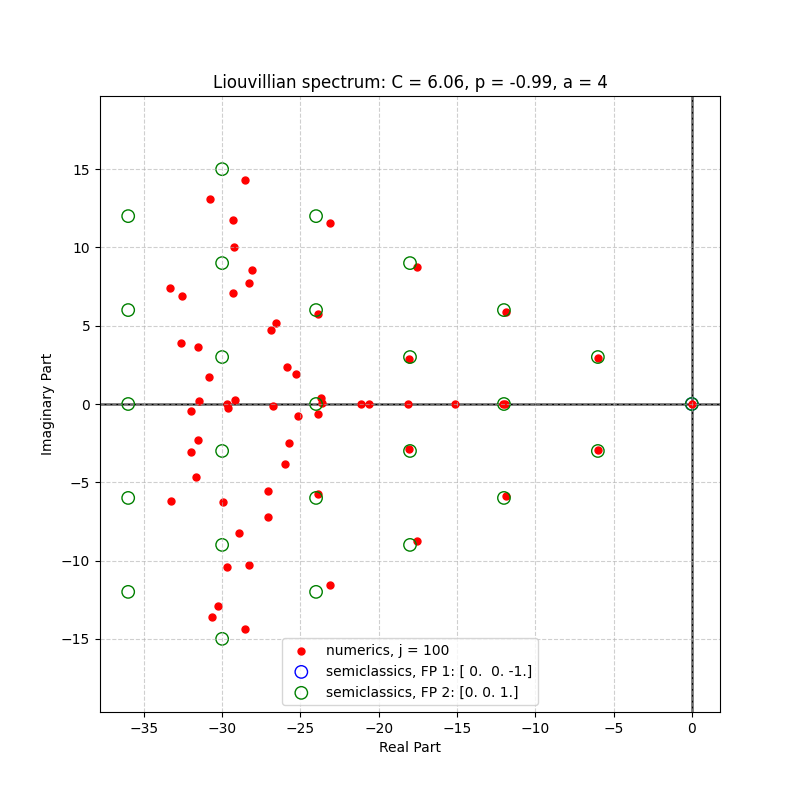 Liouvillian spectrum: C = 6.06, p = -0.99, a = 4
15
10
5
0
−5
−10
−15
Imaginary Part
numerics, j = 100
semiclassics, FP 1: [ 0.  0. -1.]
semiclassics, FP 2: [0. 0. 1.]
−35 −30 −25 −20 −15 −10 −5 0
Real Part